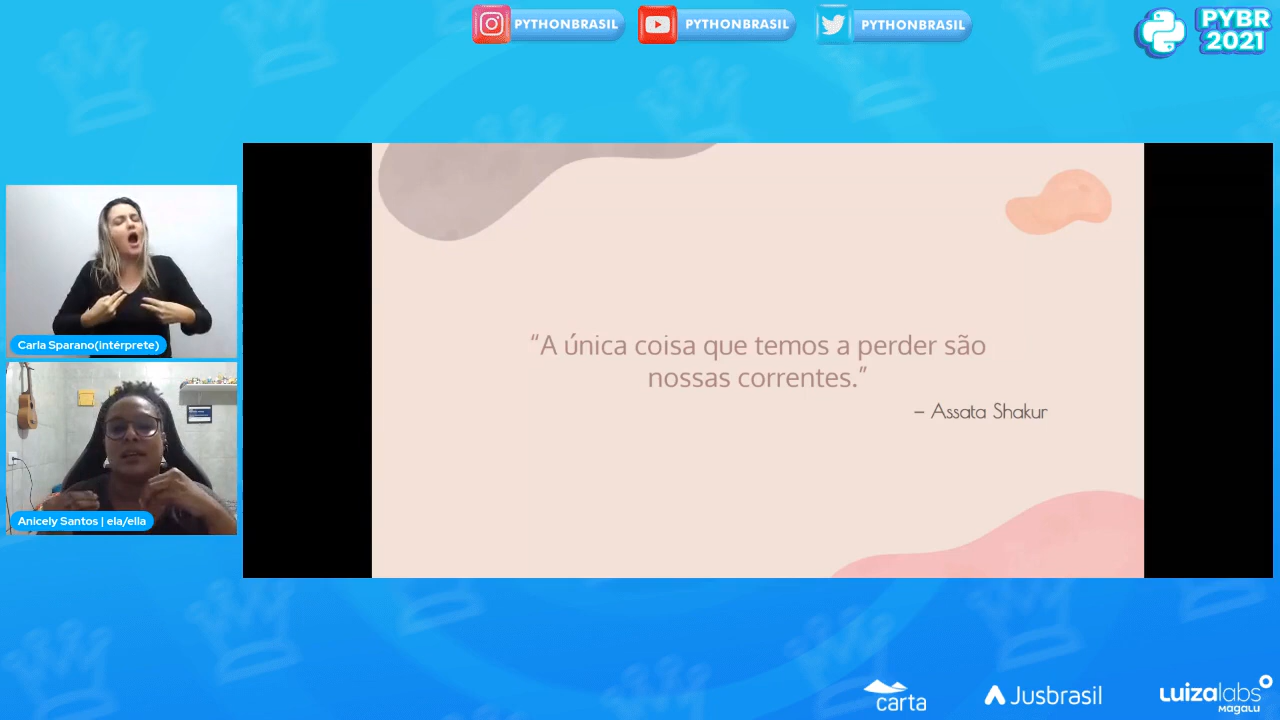 PYTHONBRASIL
PYTHONBRASIL
PYTHONBRASIL
PYBR
2021
Carla Sparano(intérprete)
Anicely Santos | ela/ella
“A única coisa que temos a perder são
nossas correntes.”
– Assata Shakur
carta
Jusbrasil
LUIZAlabs
MAGALU